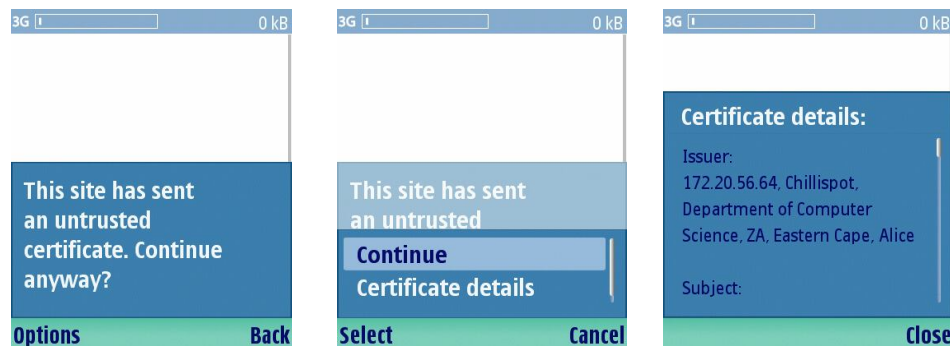 3G 0 kB
This site has sent
an untrusted
certificate. Continue
anyway?
Options Back
3G 0 kB
This site has sent
an untrusted
Continue
Certificate details
Select Cancel
3G 0 kB
Certificate details:
Issuer:
172.20.56.64, Chillispot,
Department of Computer
Science, ZA, Eastern Cape, Alice
Subject:
Close